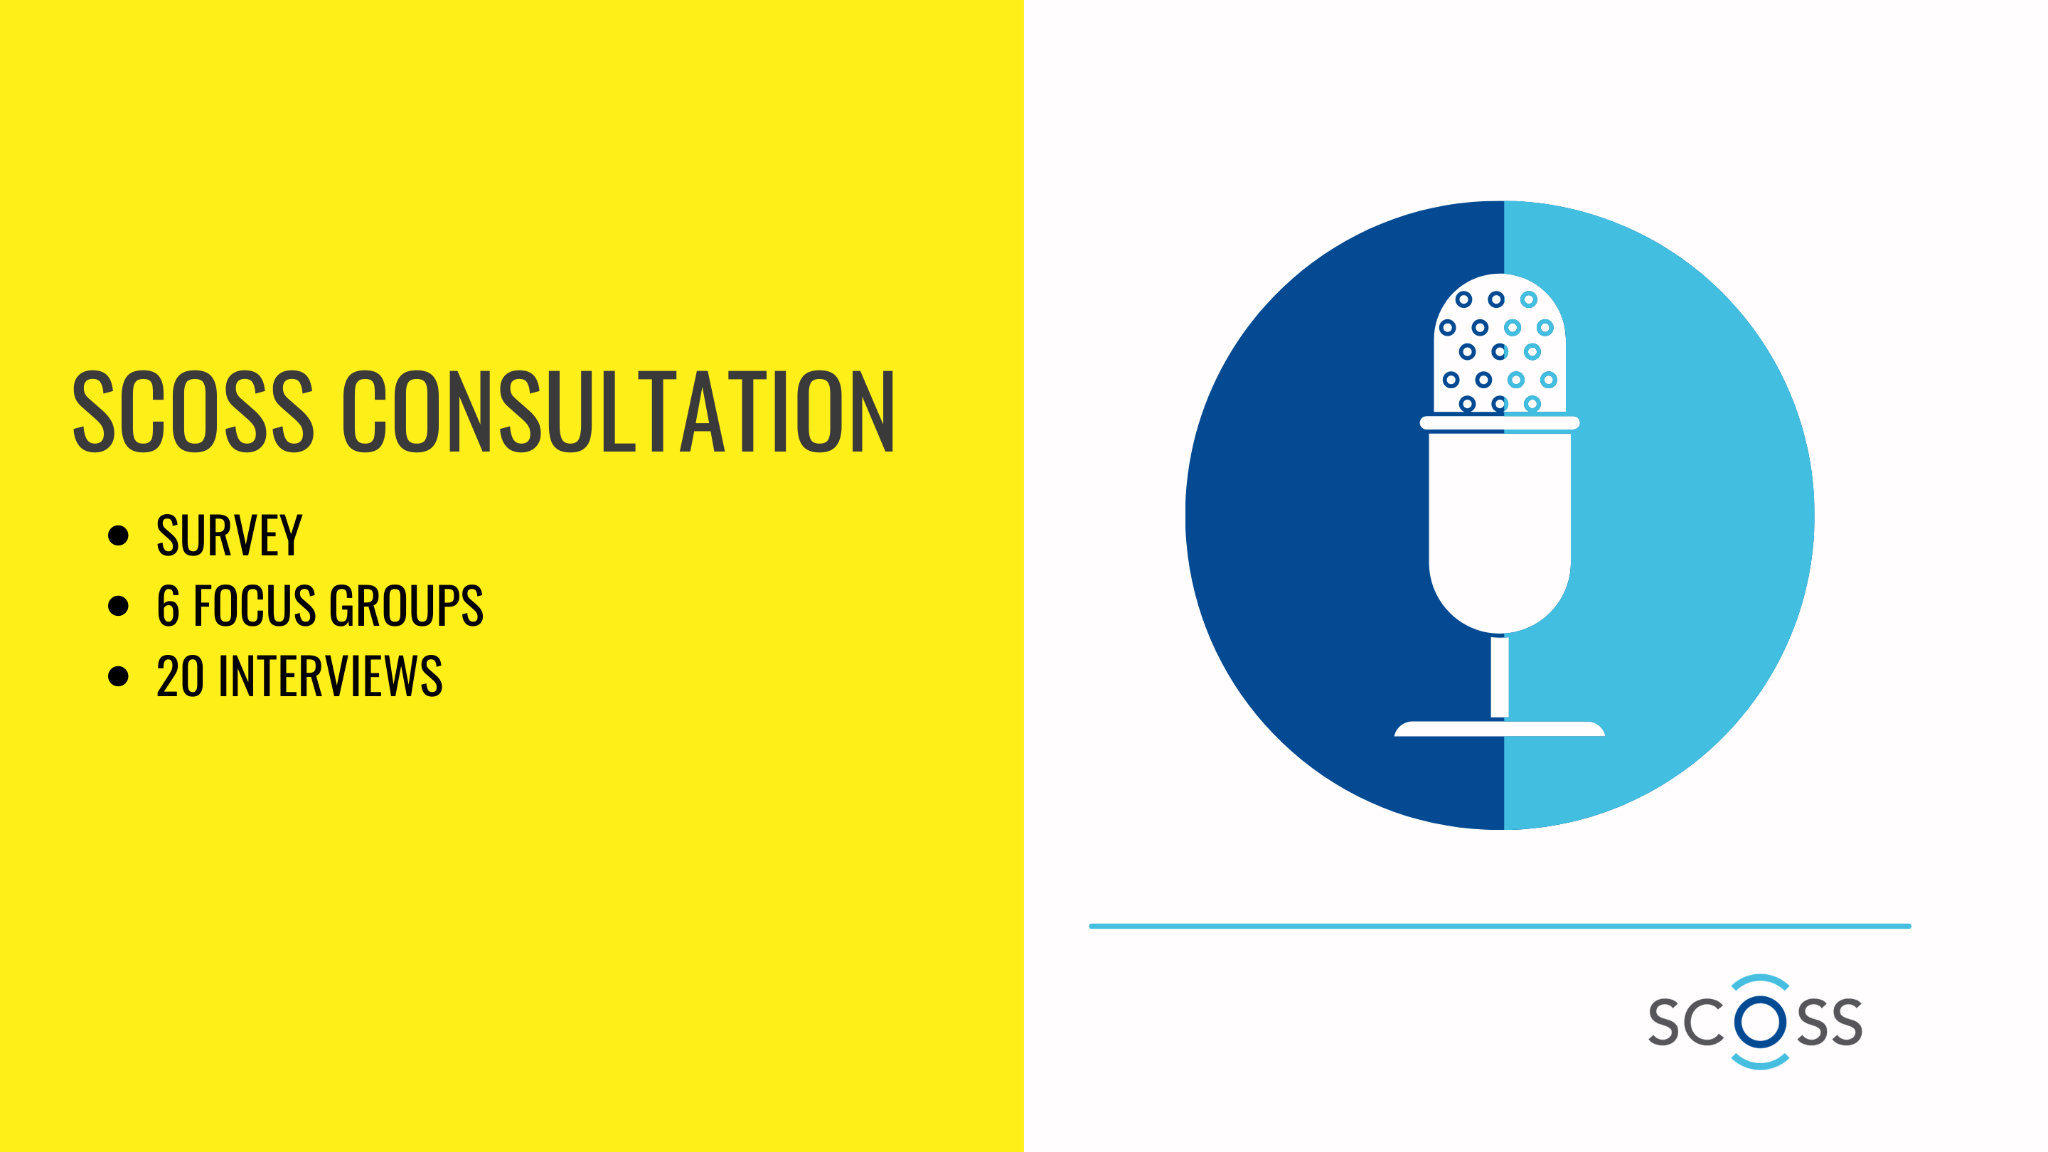 SCOSS CONSULTATION
SURVEY
6 FOCUS GROUPS
20 INTERVIEWS
SCOSS